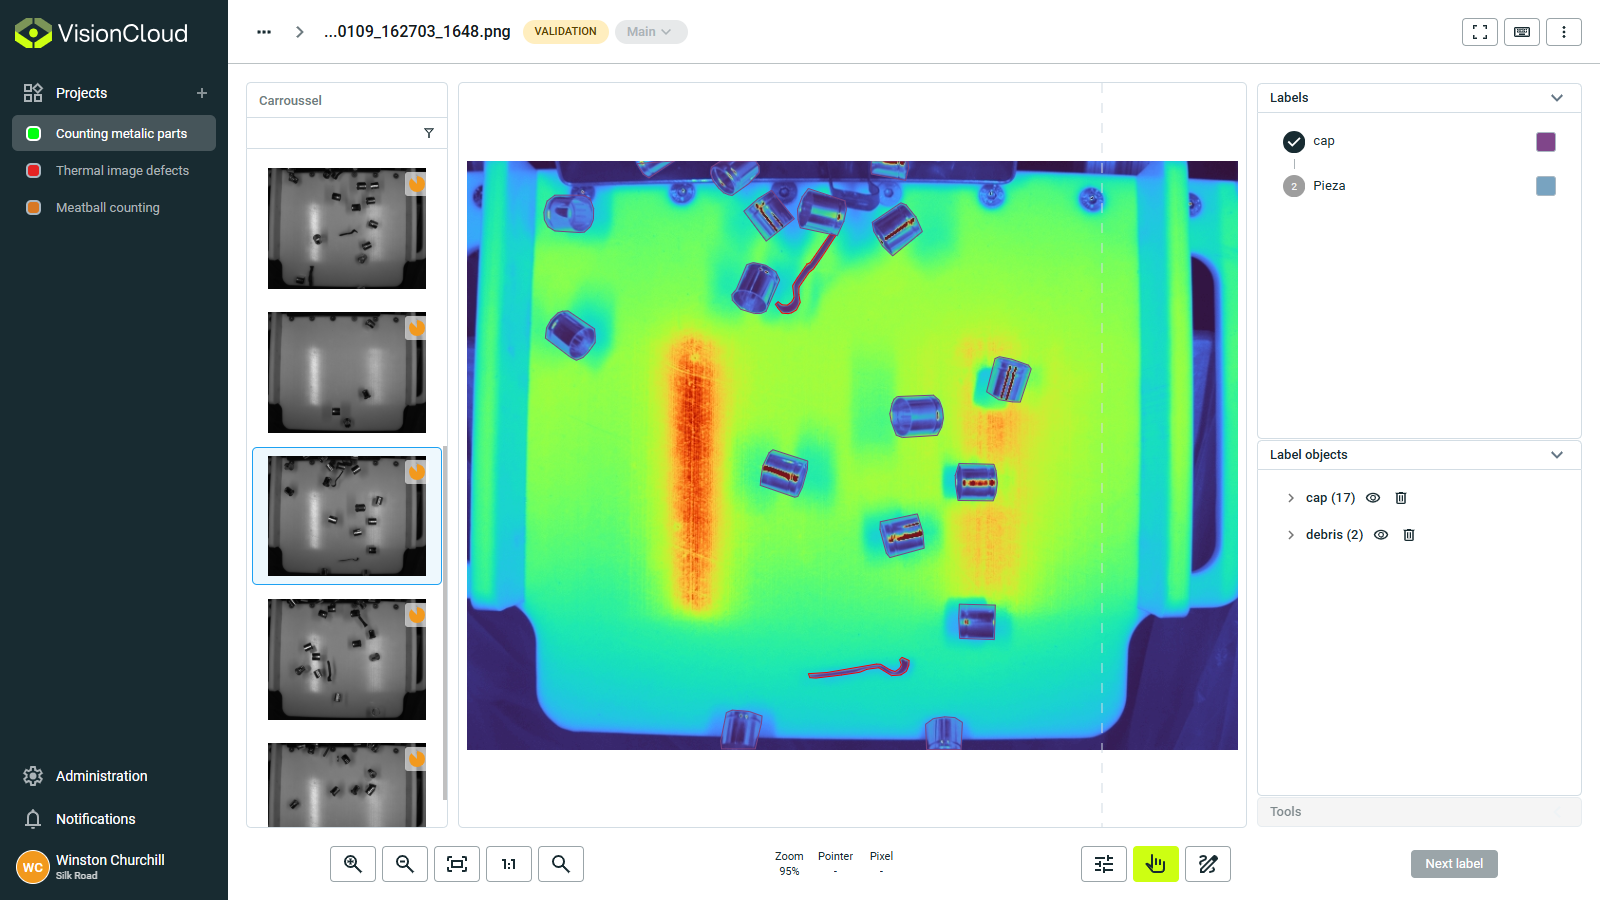 VisionCloud
Projects
Counting metalic parts
Thermal image defects
Meatball counting
Administration
Notifications
WC
Winston Churchill
Silk Road
...0109_162703_1648.png
VALIDATION
Main
Carroussel
Labels
cap
2
Pieza
Label objects
cap (17)
debris (2)
Tools
1:1
Zoom
95%
Pointer
-
Pixel
-
Next label